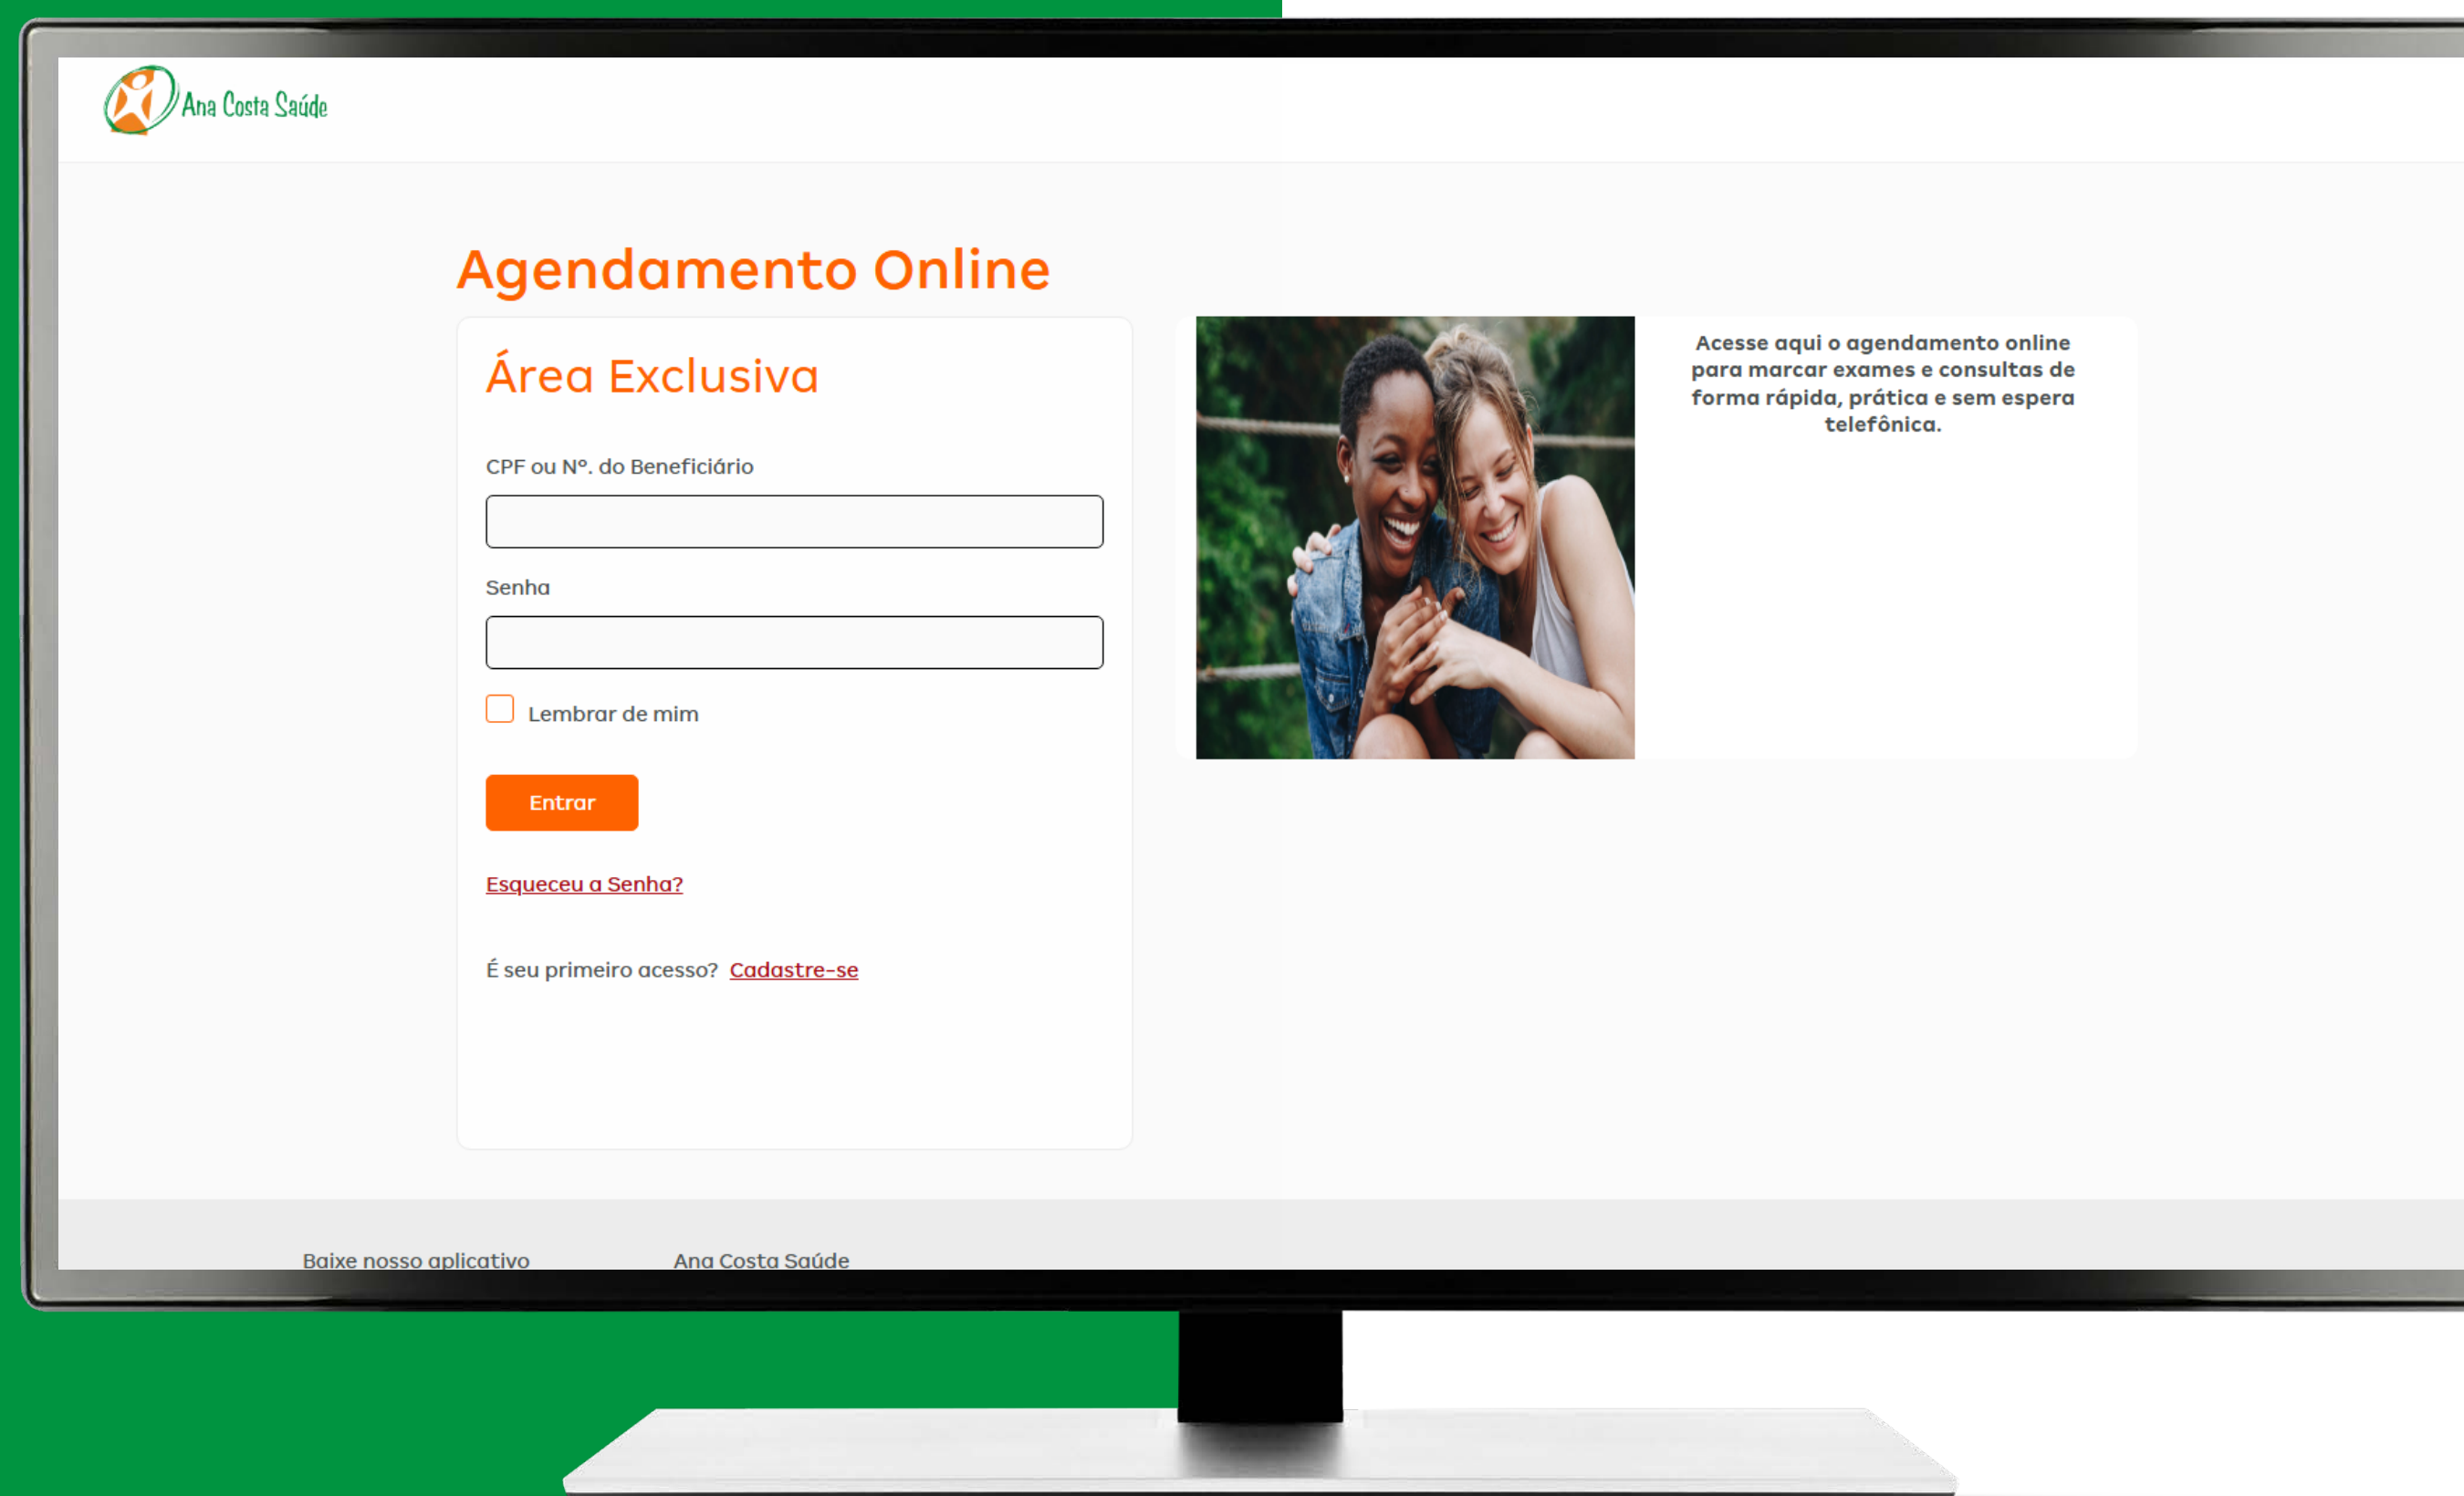 Ana Costa Saúde
Agendamento Online
Área Exclusiva
CPF ou Nº. do Beneficiário
Senha
Lembrar de mim
Entrar
Esqueceu a Senha?
É seu primeiro acesso? Cadastre-se
Acesse aqui o agendamento online
para marcar exames e consultas de
forma rápida, prática e sem espera
telefônica.
Baixe nosso aplicativo
Ana Costa Saúde